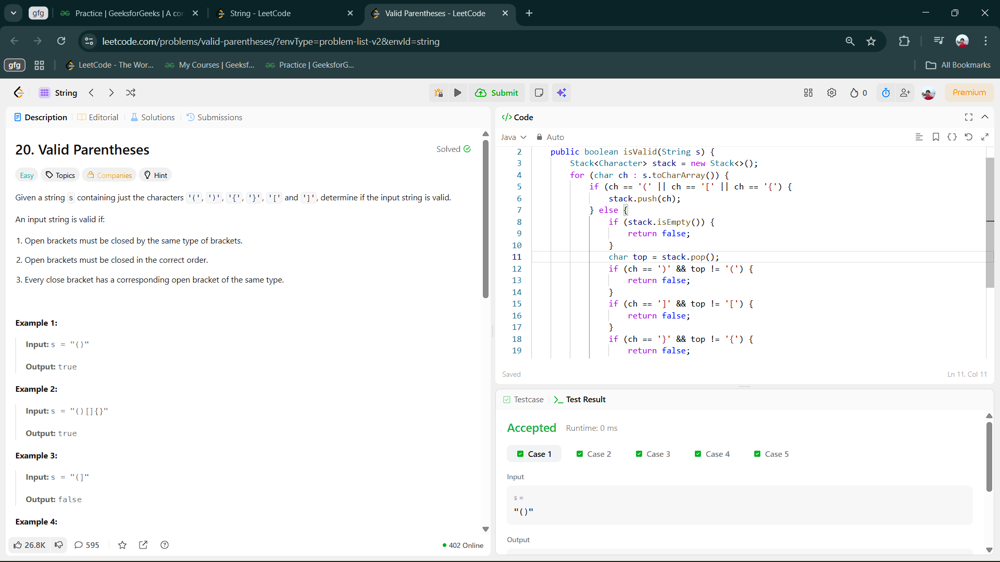 gfg
Practice | GeeksforGeeks | A co
String - LeetCode
Valid Parentheses - LeetCode
leetcode.com/problems/valid-parentheses/?envType=problem-list-v2&envId=string
gfg
LeetCode - The Wor...
My Courses | Geeksf...
Practice | GeeksforG...
All Bookmarks
String
Submit
0
Premium
Description
Editorial
Solutions
Submissions
20. Valid Parentheses
Solved
Easy
Topics
Companies
Hint
Given a string s containing just the characters '(', ')', '{', '}', '[' and ']', determine if the input string is valid.
An input string is valid if:
1. Open brackets must be closed by the same type of brackets.
2. Open brackets must be closed in the correct order.
3. Every close bracket has a corresponding open bracket of the same type.
Example 1:
Input: s = "()"
Output: true
Example 2:
Input: s = "()[]{}"
Output: true
Example 3:
Input: s = "(]"
Output: false
Example 4:
26.8K
595
402 Online
</> Code
Java
Auto
2 public boolean isValid(String s) {
3 Stack<Character> stack = new Stack<>();
4 for (char ch : s.toCharArray()) {
5 if (ch == '(' || ch == '[' || ch == '{') {
6 stack.push(ch);
7 } else {
8 if (stack.isEmpty()) {
9 return false;
10 }
11 char top = stack.pop();
12 if (ch == ')' && top != '(') {
13 return false;
14 }
15 if (ch == ']' && top != '[') {
16 return false;
17 }
18 if (ch == '}' && top != '{') {
19 return false;
Saved
Ln 11, Col 11
Testcase
Test Result
Accepted
Runtime: 0 ms
Case 1
Case 2
Case 3
Case 4
Case 5
Input
s =
"()"
Output